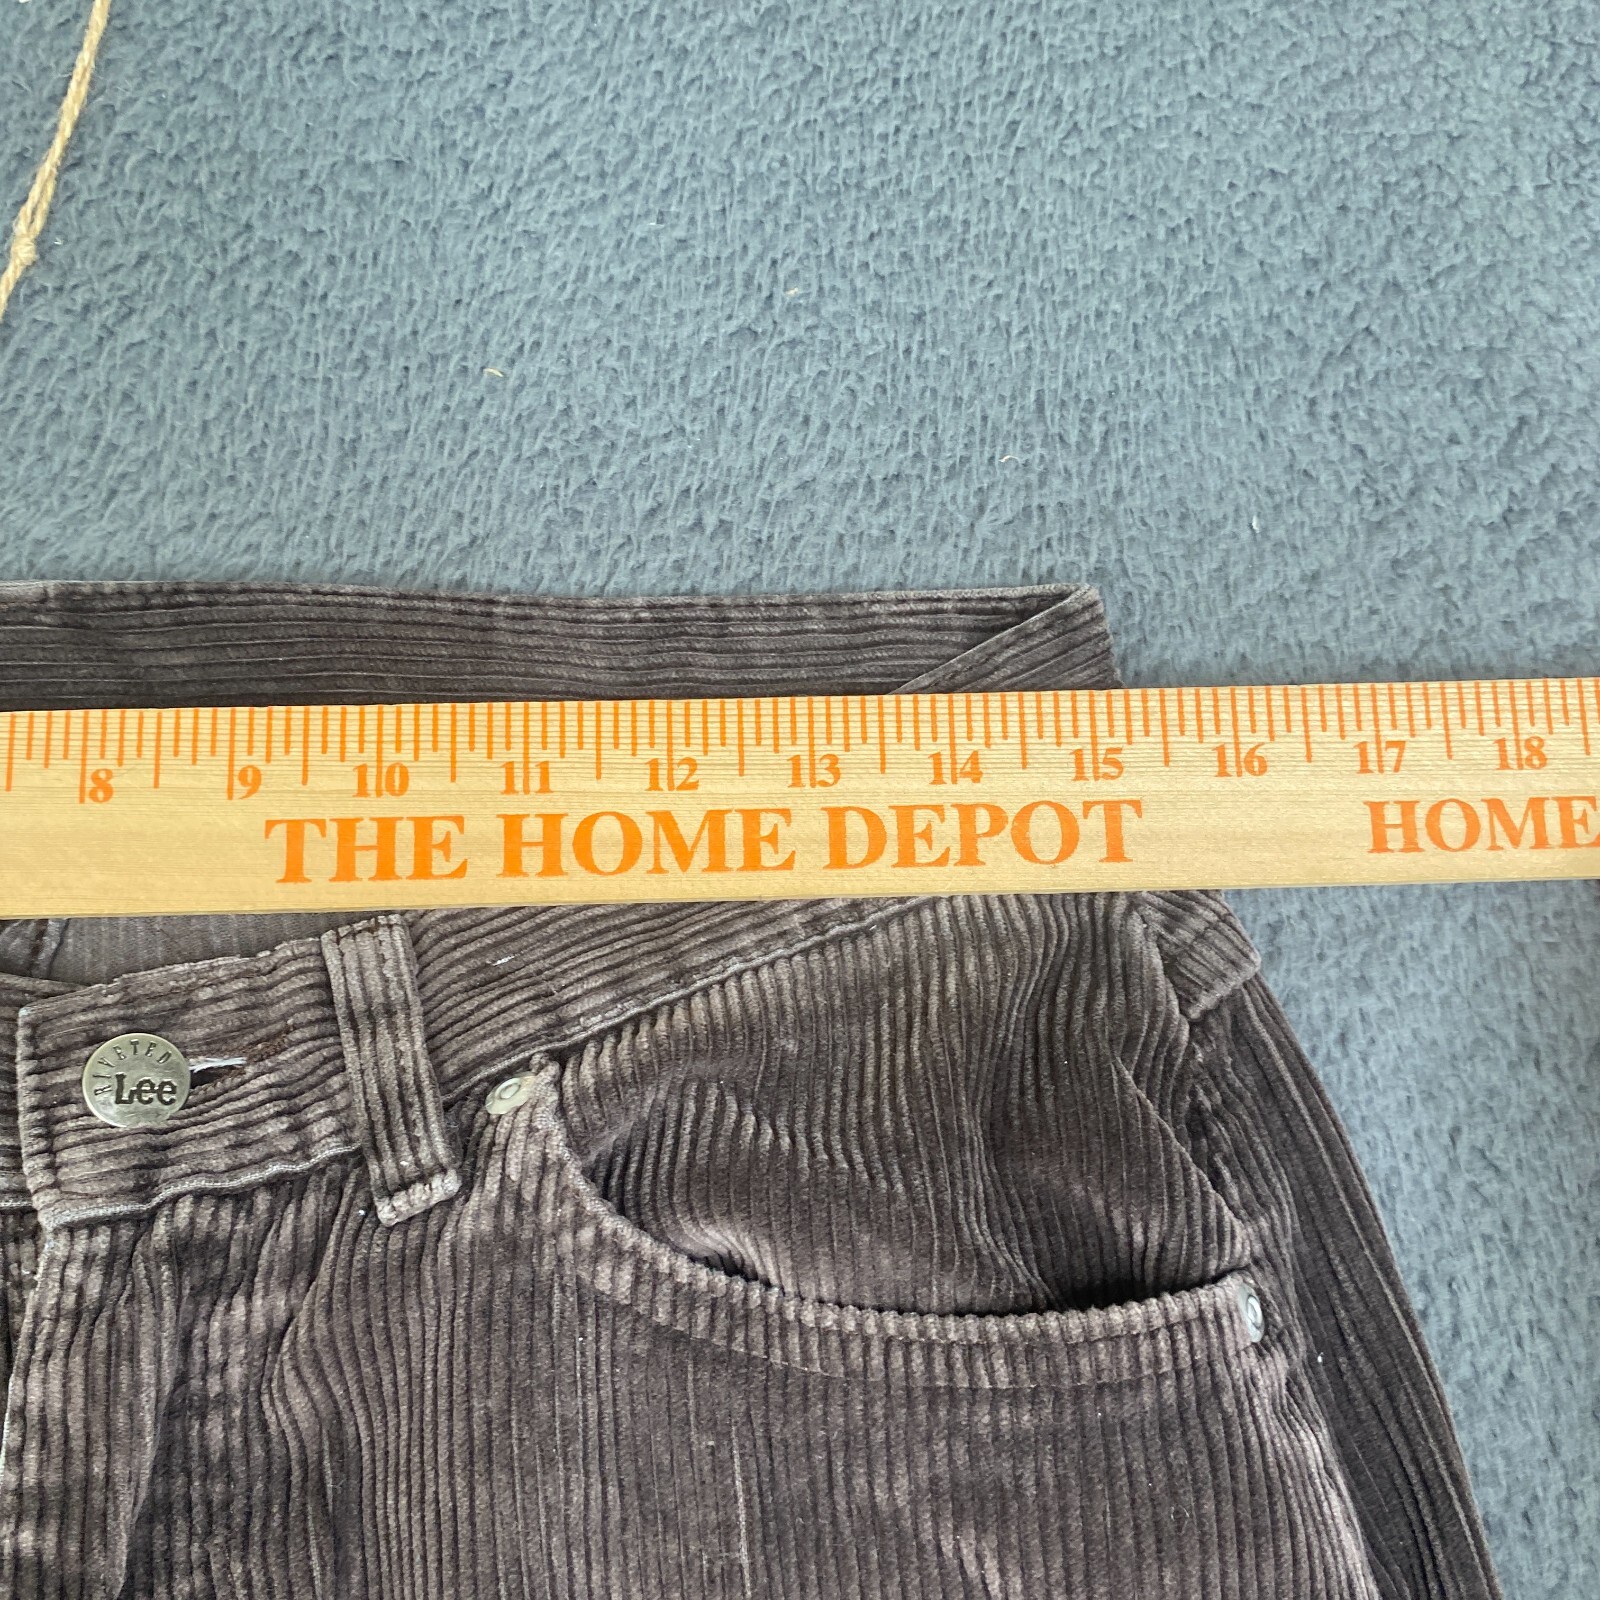 8 9 10 11 12 13 14 15 16 17 18
THE HOME DEPOT HOME
RIVETED
Lee